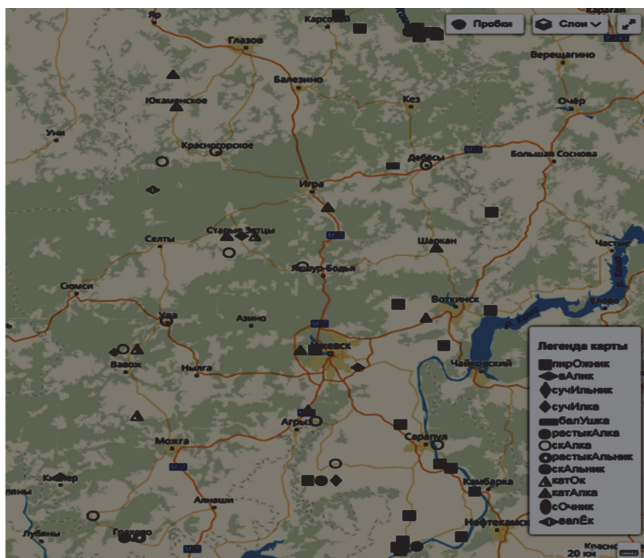 Яр
Карсовай
Карагай
Пробки
Слои
Глазов
Верещагино
Балезино
Юкаменское
Кез
Очёр
Уни
Красногорское
Дебёсы
Большая Соснова
Игра
Старые Зятцы
Селты
Шаркан
Частые
Якшур-Бодья
Сюмси
Воткинск
р. Кама
Елово
Ува
Азино
Ижевск
Вавож
Нылга
Чайковский
Легенда карты
пирОжник
вАлик
сучИльник
сучИлка
балУшка
растыкАлка
скАлка
растыкАльник
скАльник
катОк
катАлка
сОчник
валЁк
Агрыз
Можга
Сарапул
Камбарка
Алнаши
Лубяны
Нефтекамск
20 км